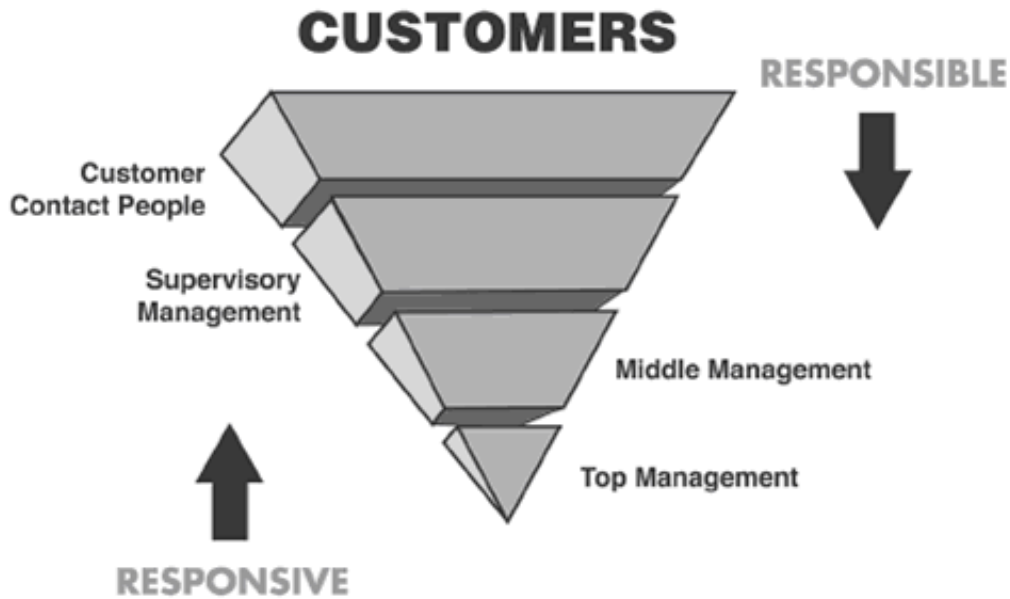 CUSTOMERS
RESPONSIBLE
Customer
Contact People
Supervisory
Management
Middle Management
Top Management
RESPONSIVE